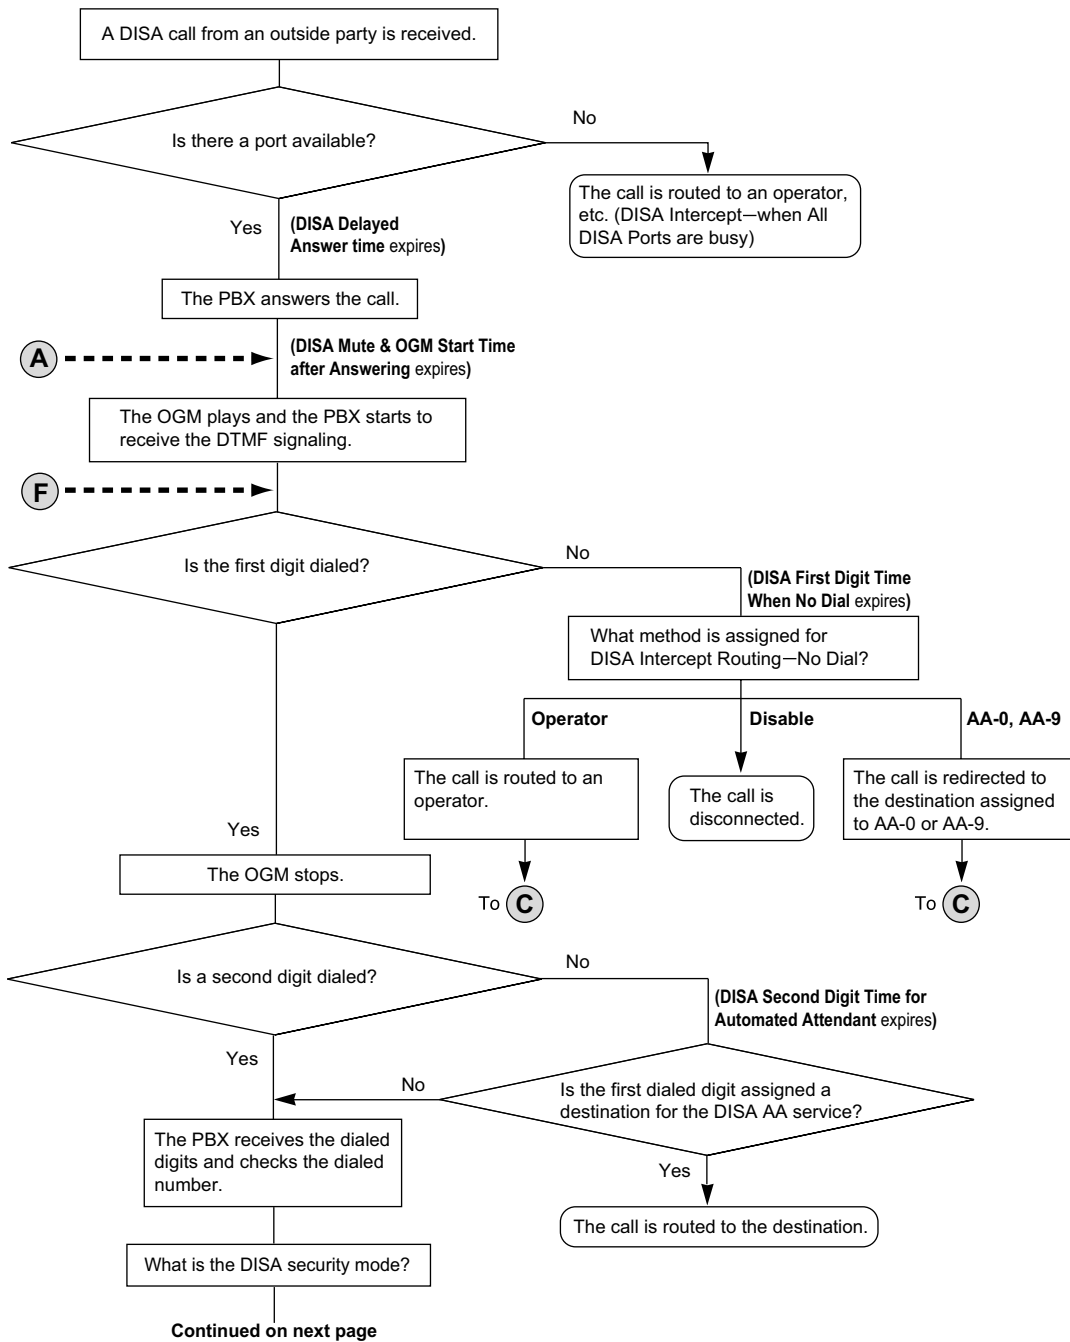 A DISA call from an outside party is received.
Is there a port available?
No
The call is routed to an operator,
etc. (DISA Intercept—when All
DISA Ports are busy)
Yes
(DISA Delayed
Answer time expires)
The PBX answers the call.
A
(DISA Mute & OGM Start Time
after Answering expires)
The OGM plays and the PBX starts to
receive the DTMF signaling.
F
Is the first digit dialed?
No
(DISA First Digit Time
When No Dial expires)
What method is assigned for
DISA Intercept Routing—No Dial?
Operator
Disable
AA-0, AA-9
The call is routed to an
operator.
The call is
disconnected.
The call is redirected to
the destination assigned
to AA-0 or AA-9.
To C
To C
Yes
The OGM stops.
Is a second digit dialed?
No
(DISA Second Digit Time for
Automated Attendant expires)
Yes
No
Is the first dialed digit assigned a
destination for the DISA AA service?
The PBX receives the dialed
digits and checks the dialed
number.
Yes
The call is routed to the destination.
What is the DISA security mode?
Continued on next page